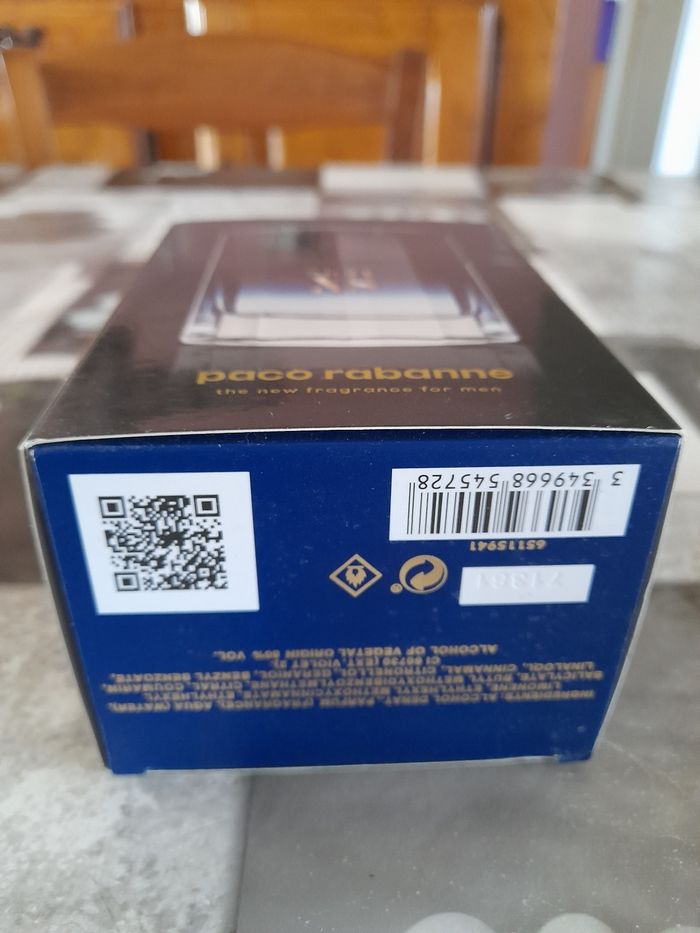 XS
paco rabanne
the new fragrance for men
INGREDIENTS: ALCOHOL DENAT., PARFUM (FRAGRANCE), AQUA (WATER),
LIMONENE, ETHYLHEXYL METHOXYCINNAMATE, ETHYLHEXYL
SALICYLATE, BUTYL METHOXYDIBENZOYLMETHANE, CITRAL, COUMARIN,
LINALOOL, CINNAMAL, CITRONELLOL, GERANIOL, BENZYL BENZOATE,
CI 60730 (EXT. VIOLET 2).
ALCOHOL OF VEGETAL ORIGIN 80% VOL.
65115941
3 349668 545728